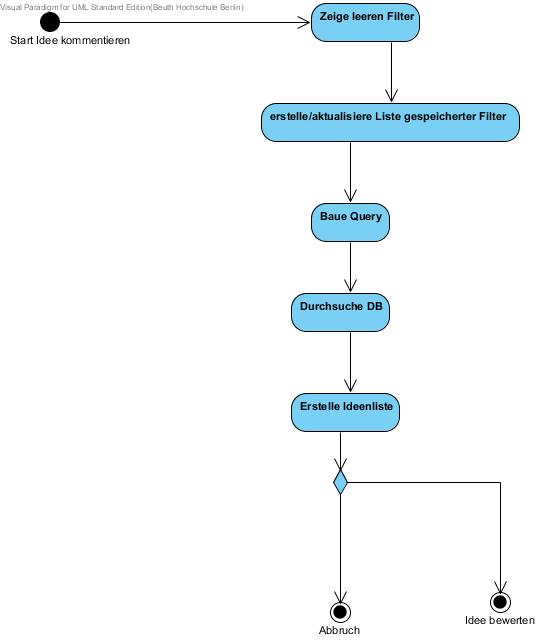 Visual Paradigm for UML Standard Edition(Beuth Hochschule Berlin)
Zeige leeren Filter
Start Idee kommentieren
erstelle/aktualisiere Liste gespeicherter Filter
Baue Query
Durchsuche DB
Erstelle Ideenliste
Idee bewerten
Abbruch